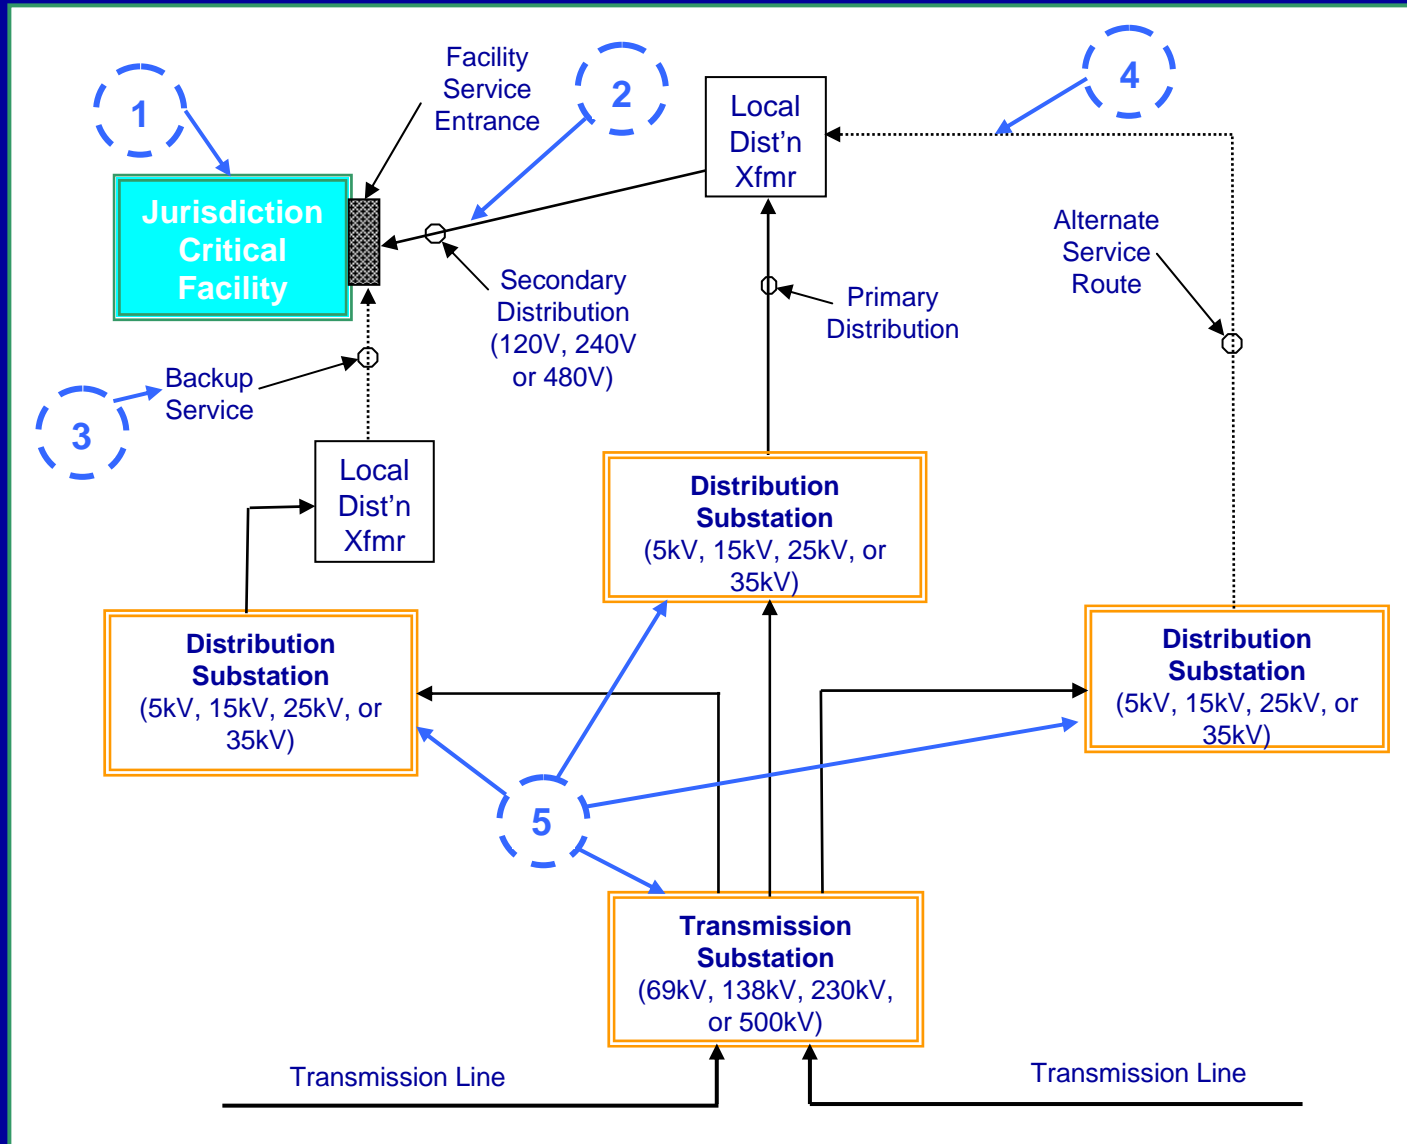 1
Facility
Service
Entrance
2
4
Local
Dist'n
Xfmr
Jurisdiction
Critical
Facility
Alternate
Service
Route
Secondary
Distribution
(120V, 240V
or 480V)
Primary
Distribution
3
Backup
Service
Local
Dist'n
Xfmr
Distribution
Substation
(5kV, 15kV, 25kV, or
35kV)
Distribution
Substation
(5kV, 15kV, 25kV, or
35kV)
Distribution
Substation
(5kV, 15kV, 25kV, or
35kV)
5
Transmission
Substation
(69kV, 138kV, 230kV,
or 500kV)
Transmission Line
Transmission Line